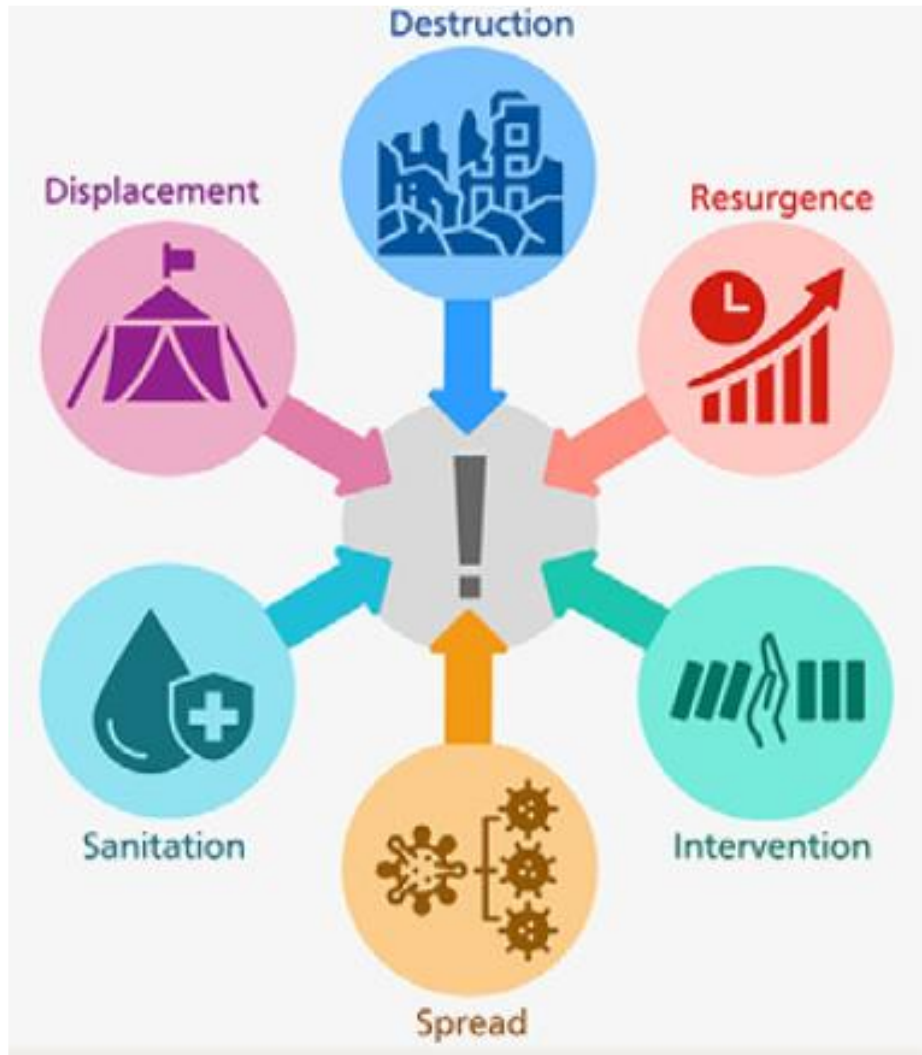 Destruction
Displacement
Resurgence
!
Sanitation
Intervention
Spread